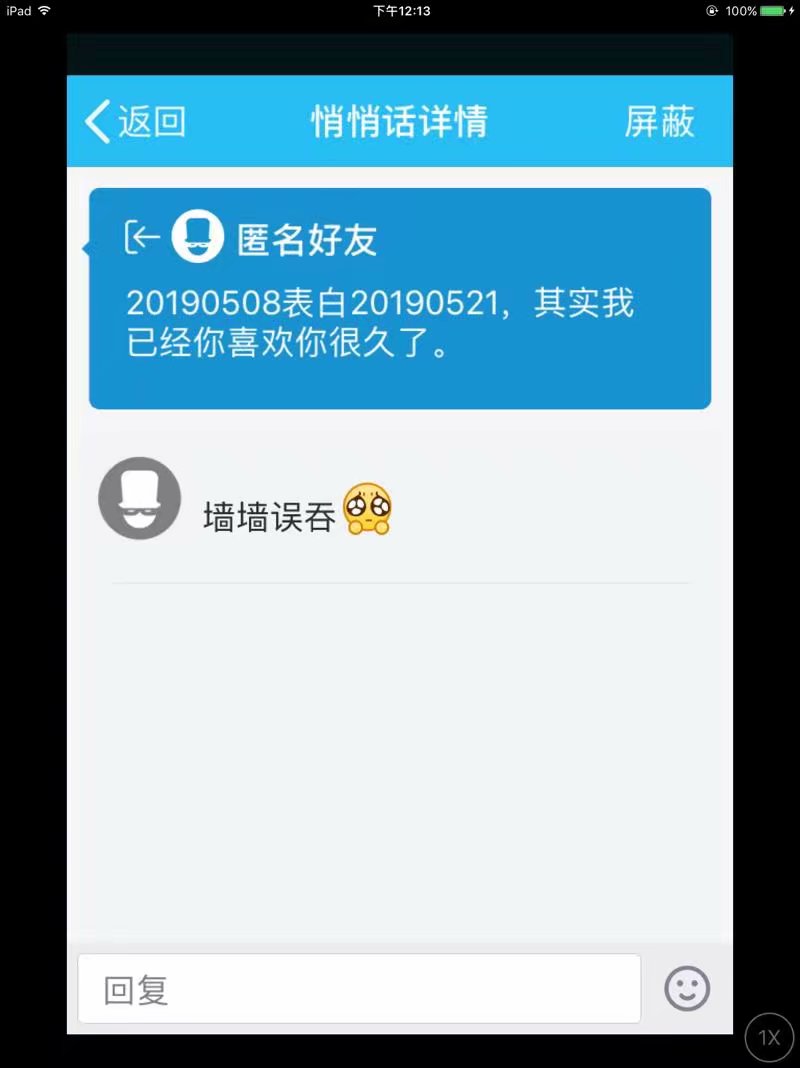 iPad 下午12:13 100%
返回 悄悄话详情 屏蔽
匿名好友
20190508表白20190521，其实我
已经你喜欢你很久了。
墙墙误吞🥺
回复
1X